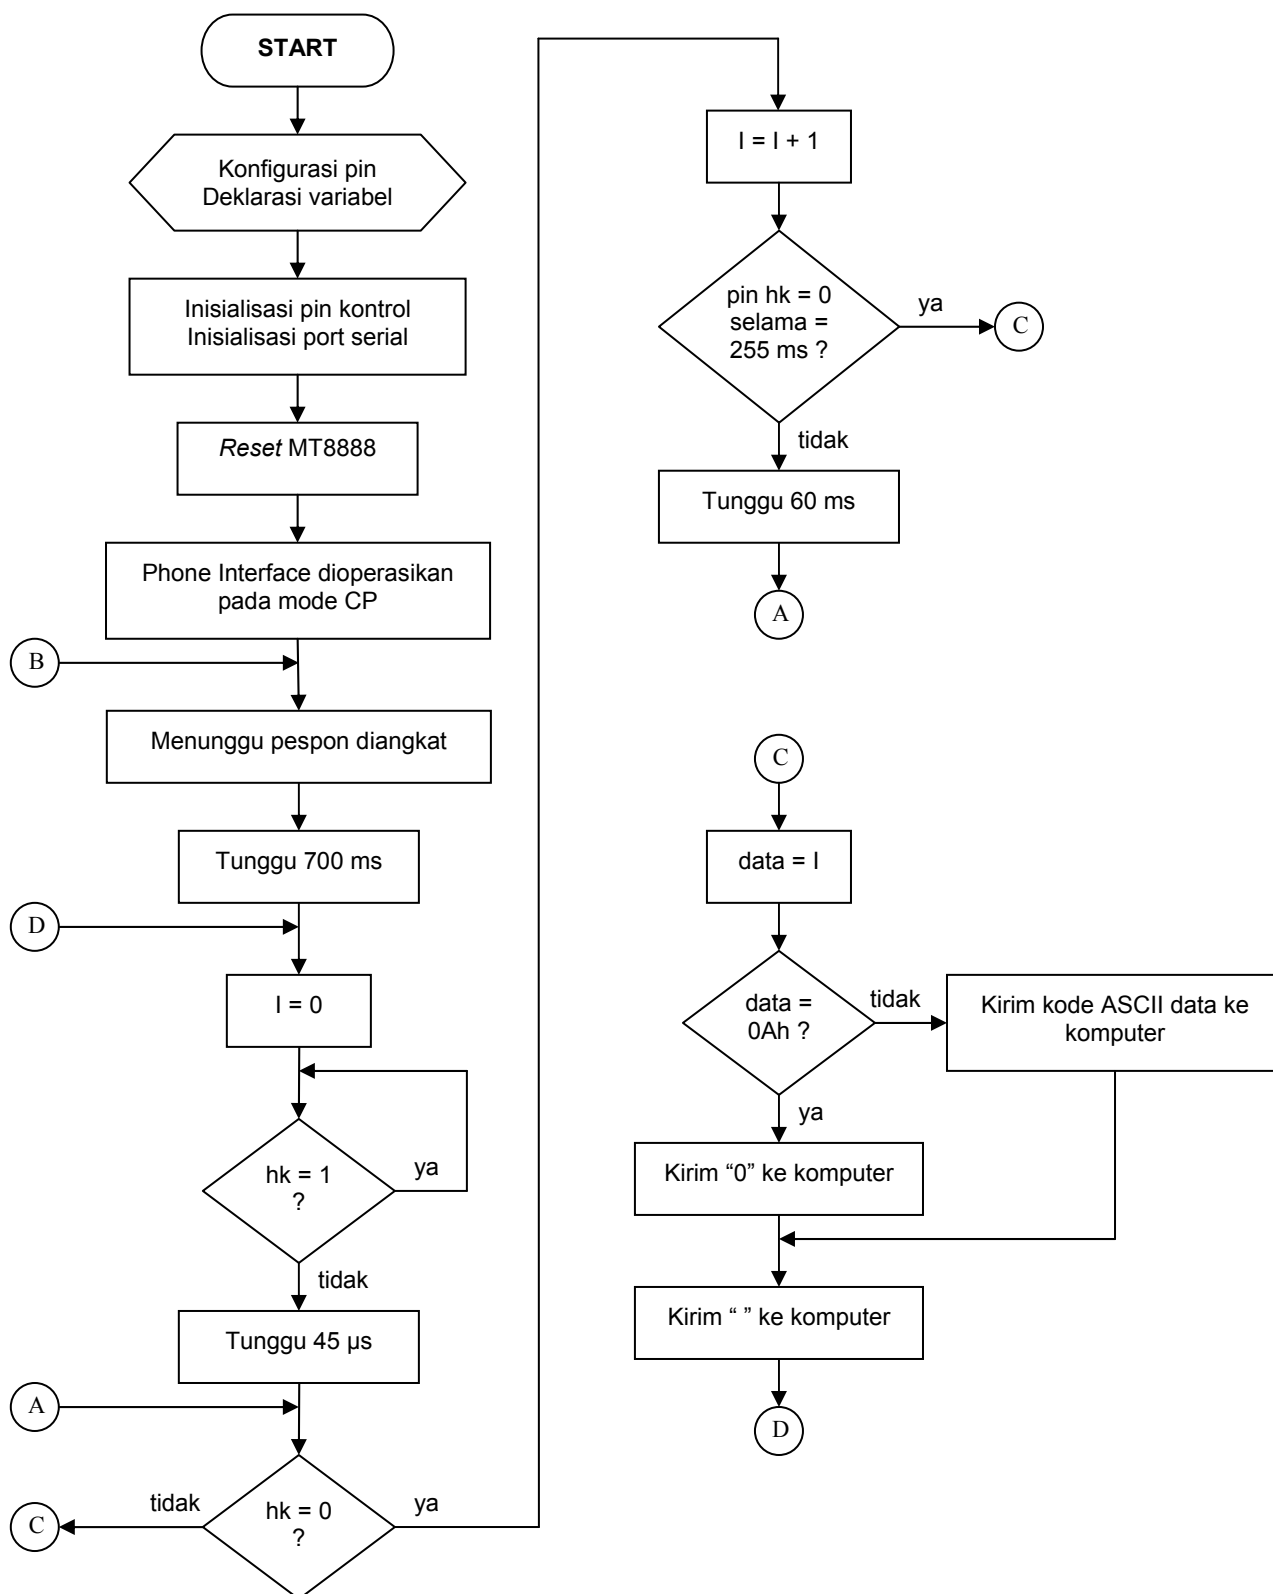 START
Konfigurasi pin
Deklarasi variabel
Inisialisasi pin kontrol
Inisialisasi port serial
Reset MT8888
Phone Interface dioperasikan
pada mode CP
B
Menunggu pespon diangkat
Tunggu 700 ms
D
I = 0
hk = 1
?
ya
tidak
Tunggu 45 µs
A
hk = 0
?
tidak
ya
C
I = I + 1
pin hk = 0
selama =
255 ms ?
ya
C
tidak
Tunggu 60 ms
A
C
data = I
data =
0Ah ?
tidak
Kirim kode ASCII data ke
komputer
ya
Kirim “0” ke komputer
Kirim “ ” ke komputer
D